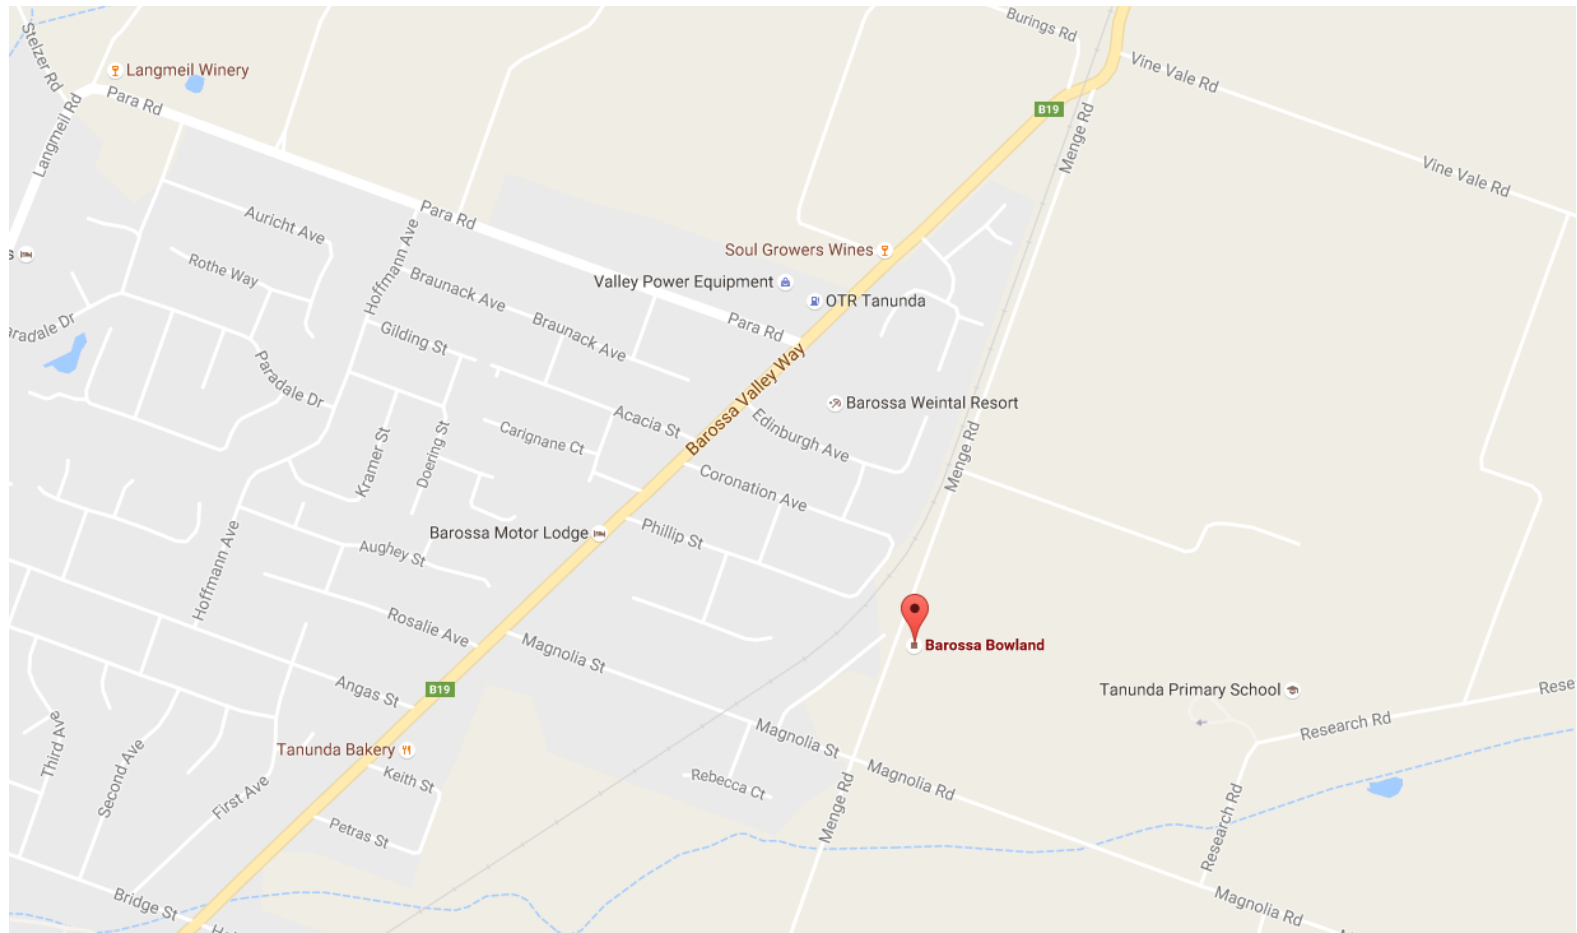 Burings Rd
Stelzer Rd
Langmeil Winery
Vine Vale Rd
Para Rd
B19
Langmeil Rd
Menge Rd
Vine Vale Rd
Para Rd
Auricht Ave
Soul Growers Wines
s
Hoffmann Ave
Rothe Way
Braunack Ave
Valley Power Equipment
OTR Tanunda
Para Rd
aradale Dr
Gilding St
Braunack Ave
Paradale Dr
Barossa Valley Way
Barossa Weintal Resort
Acacia St
Edinburgh Ave
Carignane Ct
Kramer St
Doering St
Menge Rd
Coronation Ave
Barossa Motor Lodge
Phillip St
Aughey St
Hoffmann Ave
Rosalie Ave
Magnolia St
Barossa Bowland
Angas St
B19
Tanunda Primary School
Rese
Third Ave
Second Ave
Tanunda Bakery
Magnolia St
Research Rd
Keith St
Rebecca Ct
Magnolia Rd
First Ave
Menge Rd
Petras St
Research Rd
Bridge St
Magnolia Rd